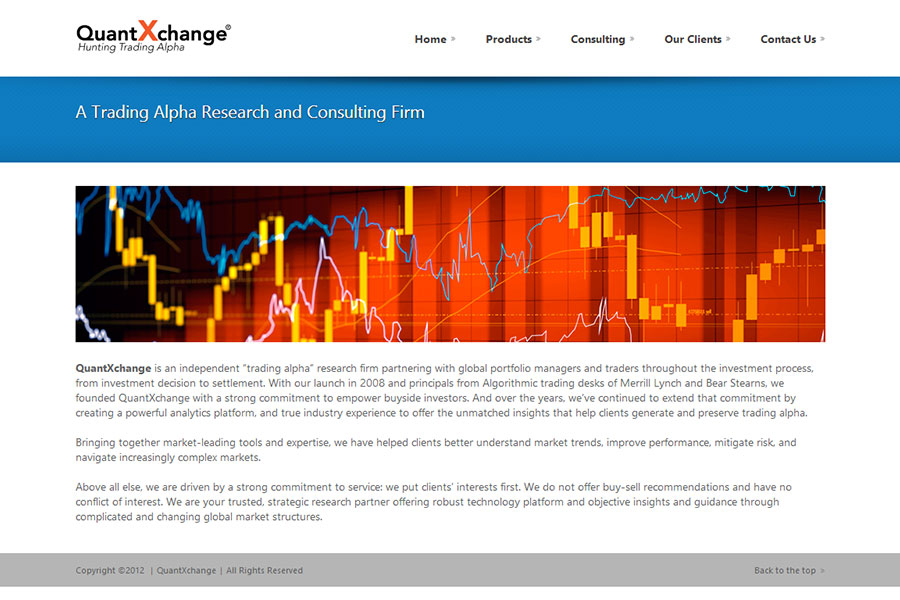 QuantXchange®
Hunting Trading Alpha
Home » Products » Consulting » Our Clients » Contact Us »
A Trading Alpha Research and Consulting Firm
QuantXchange is an independent “trading alpha” research firm partnering with global portfolio managers and traders throughout the investment process,
from investment decision to settlement. With our launch in 2008 and principals from Algorithmic trading desks of Merrill Lynch and Bear Stearns, we
founded QuantXchange with a strong commitment to empower buyside investors. And over the years, we’ve continued to extend that commitment by
creating a powerful analytics platform, and true industry experience to offer the unmatched insights that help clients generate and preserve trading alpha.
Bringing together market-leading tools and expertise, we have helped clients better understand market trends, improve performance, mitigate risk, and
navigate increasingly complex markets.
Above all else, we are driven by a strong commitment to service: we put clients’ interests first. We do not offer buy-sell recommendations and have no
conflict of interest. We are your trusted, strategic research partner offering robust technology platform and objective insights and guidance through
complicated and changing global market structures.
Copyright ©2012 | QuantXchange | All Rights Reserved
Back to the top >